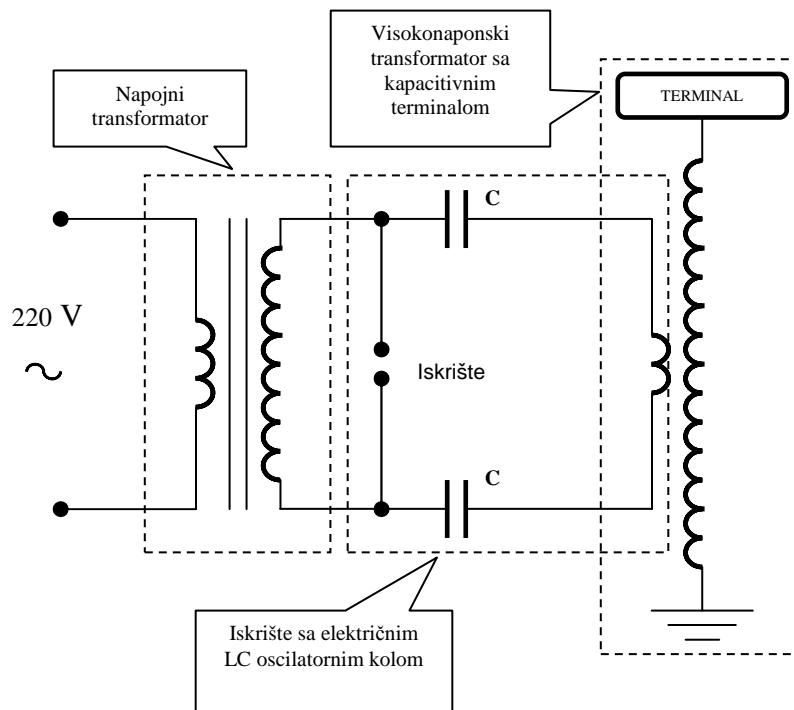 Visokonaponski
transformator sa
kapacitivnim
terminalom
Napojni
transformator
TERMINAL
C
220 V
Iskrište
C
Iskrište sa električnim
LC oscilatornim kolom